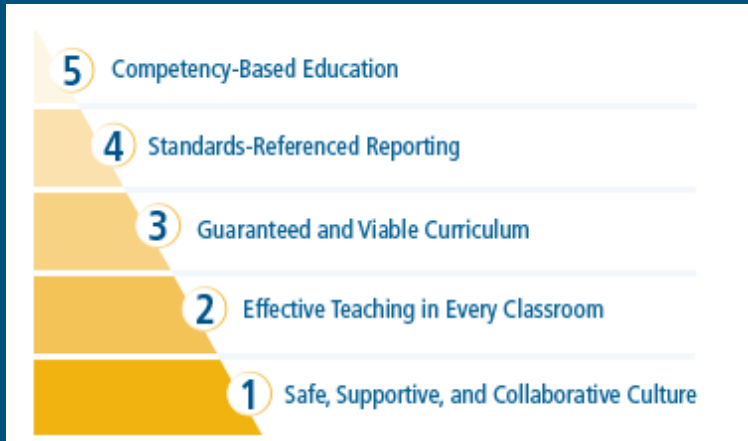 5 Competency-Based Education
4 Standards-Referenced Reporting
3 Guaranteed and Viable Curriculum
2 Effective Teaching in Every Classroom
1 Safe, Supportive, and Collaborative Culture